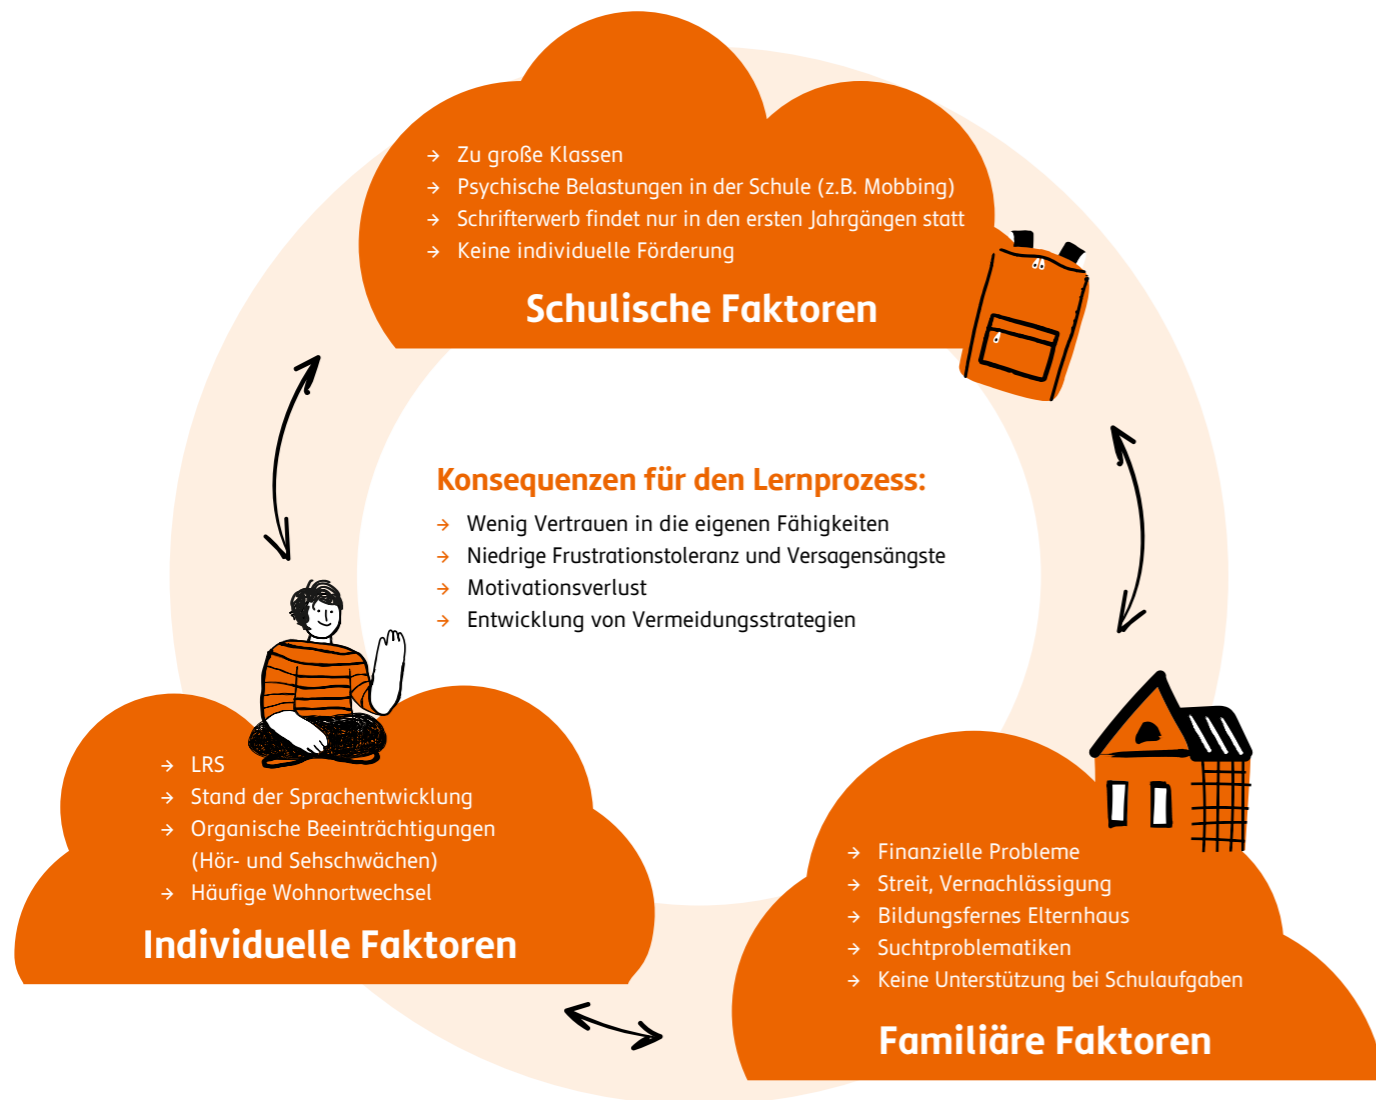 → Zu große Klassen
→ Psychische Belastungen in der Schule (z.B. Mobbing)
→ Schrifterwerb findet nur in den ersten Jahrgängen statt
→ Keine individuelle Förderung
Schulische Faktoren
Konsequenzen für den Lernprozess:
→ Wenig Vertrauen in die eigenen Fähigkeiten
→ Niedrige Frustrationstoleranz und Versagensängste
→ Motivationsverlust
→ Entwicklung von Vermeidungsstrategien
→ LRS
→ Stand der Sprachentwicklung
→ Organische Beeinträchtigungen
(Hör- und Sehschwächen)
→ Häufige Wohnortwechsel
Individuelle Faktoren
→ Finanzielle Probleme
→ Streit, Vernachlässigung
→ Bildungsfernes Elternhaus
→ Suchtproblematiken
→ Keine Unterstützung bei Schulaufgaben
Familiäre Faktoren